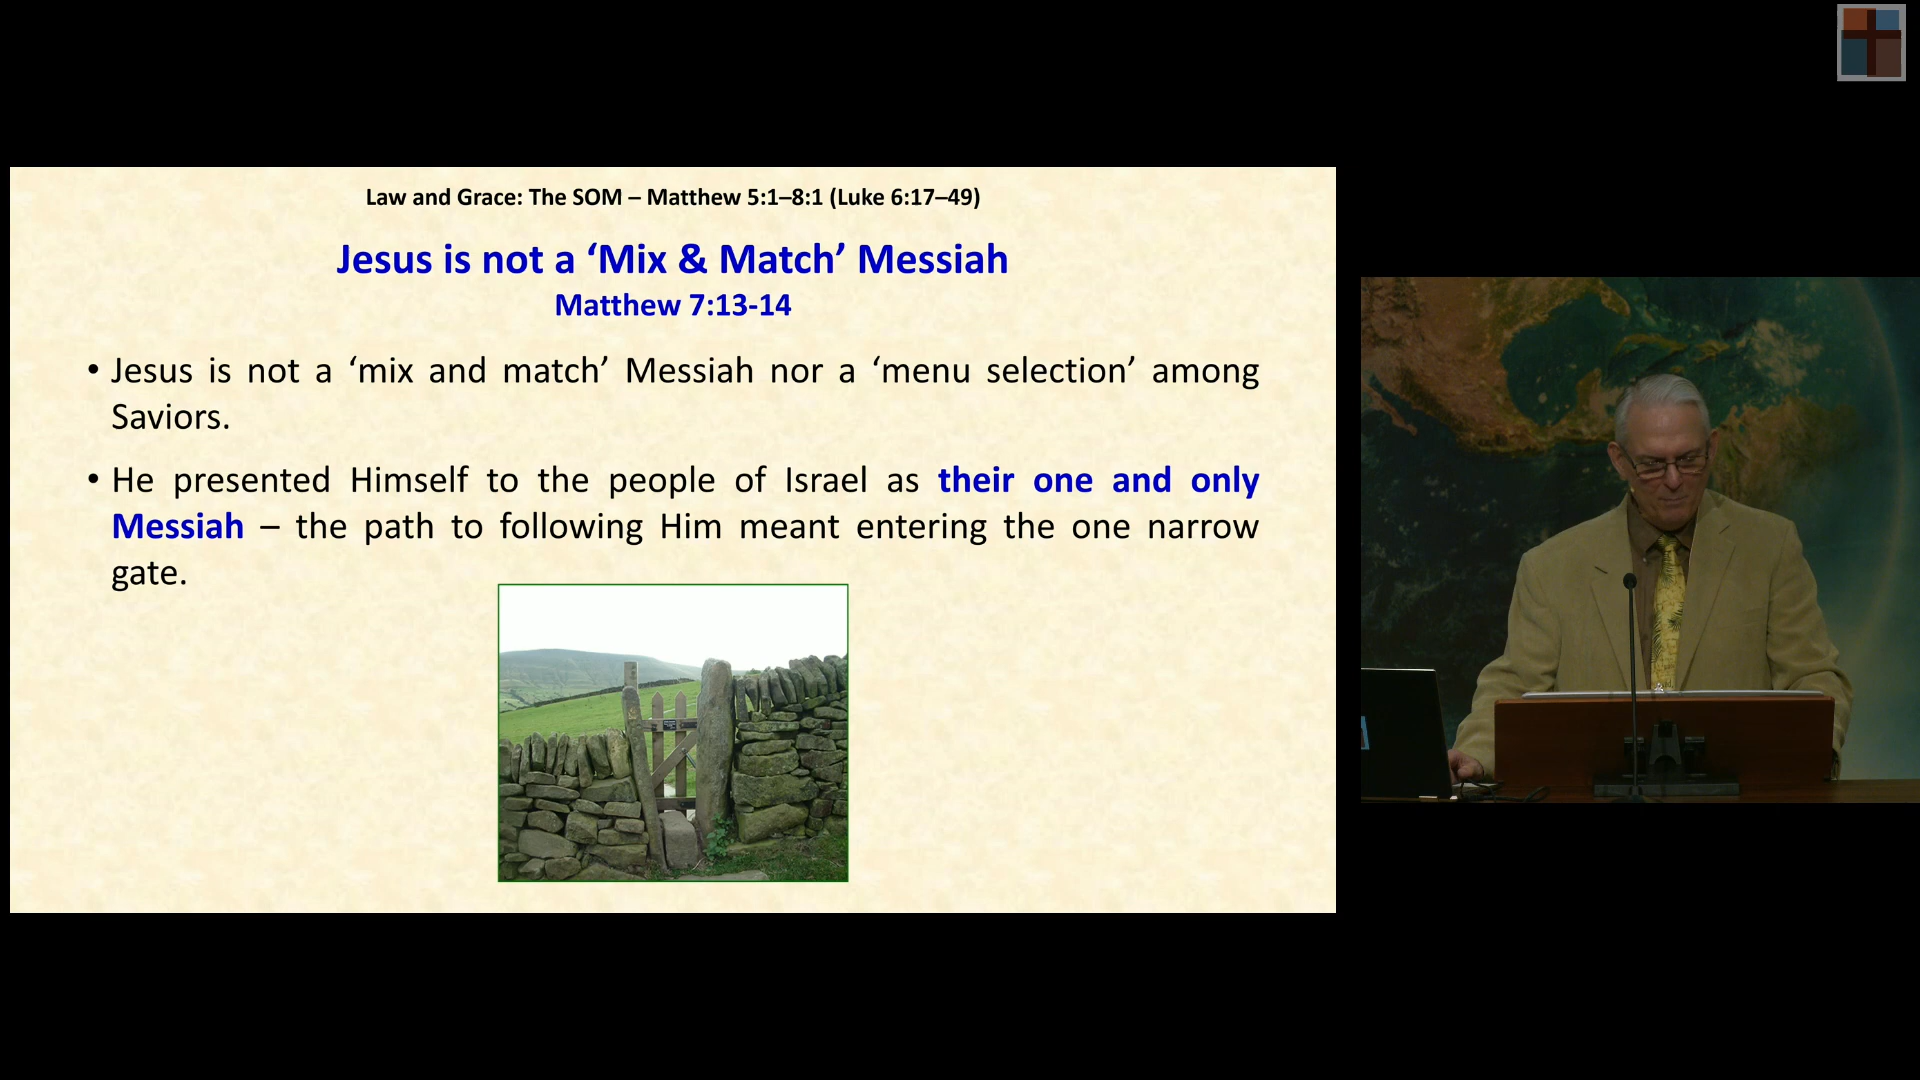 Law and Grace: The SOM – Matthew 5:1–8:1 (Luke 6:17–49)
Jesus is not a ‘Mix & Match’ Messiah
Matthew 7:13-14
• Jesus is not a ‘mix and match’ Messiah nor a ‘menu selection’ among
Saviors.
• He presented Himself to the people of Israel as their one and only
Messiah – the path to following Him meant entering the one narrow
gate.